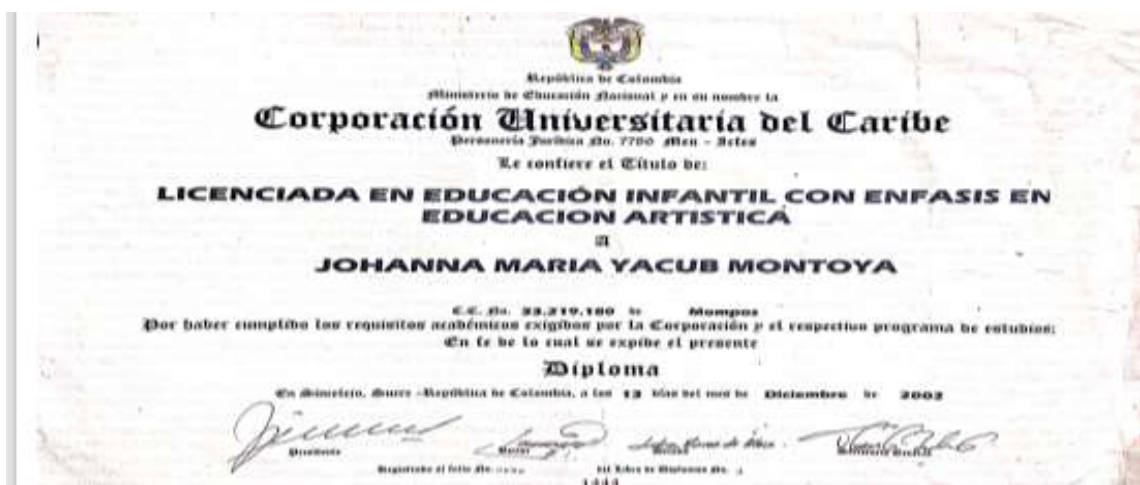 República de Colombia
Ministerio de Educación Nacional y en su nombre la
Corporación Universitaria del Caribe
Personería Jurídica No. 7786 Men - Icfes
Le confiere el Título de:
LICENCIADA EN EDUCACIÓN INFANTIL CON ENFASIS EN
EDUCACION ARTISTICA
a
JOHANNA MARIA YACUB MONTOYA
C.C. No. de Mompos
Por haber cumplido los requisitos académicos exigidos por la Corporación y el respectivo programa de estudios;
En fe de lo cual se expide el presente
Diploma
En Sincelejo, Sucre -República de Colombia, a los 13 días del mes de Diciembre de 2002
Presidente Rector
Registrado al folio No. del Libro de Diplomas No.
1444